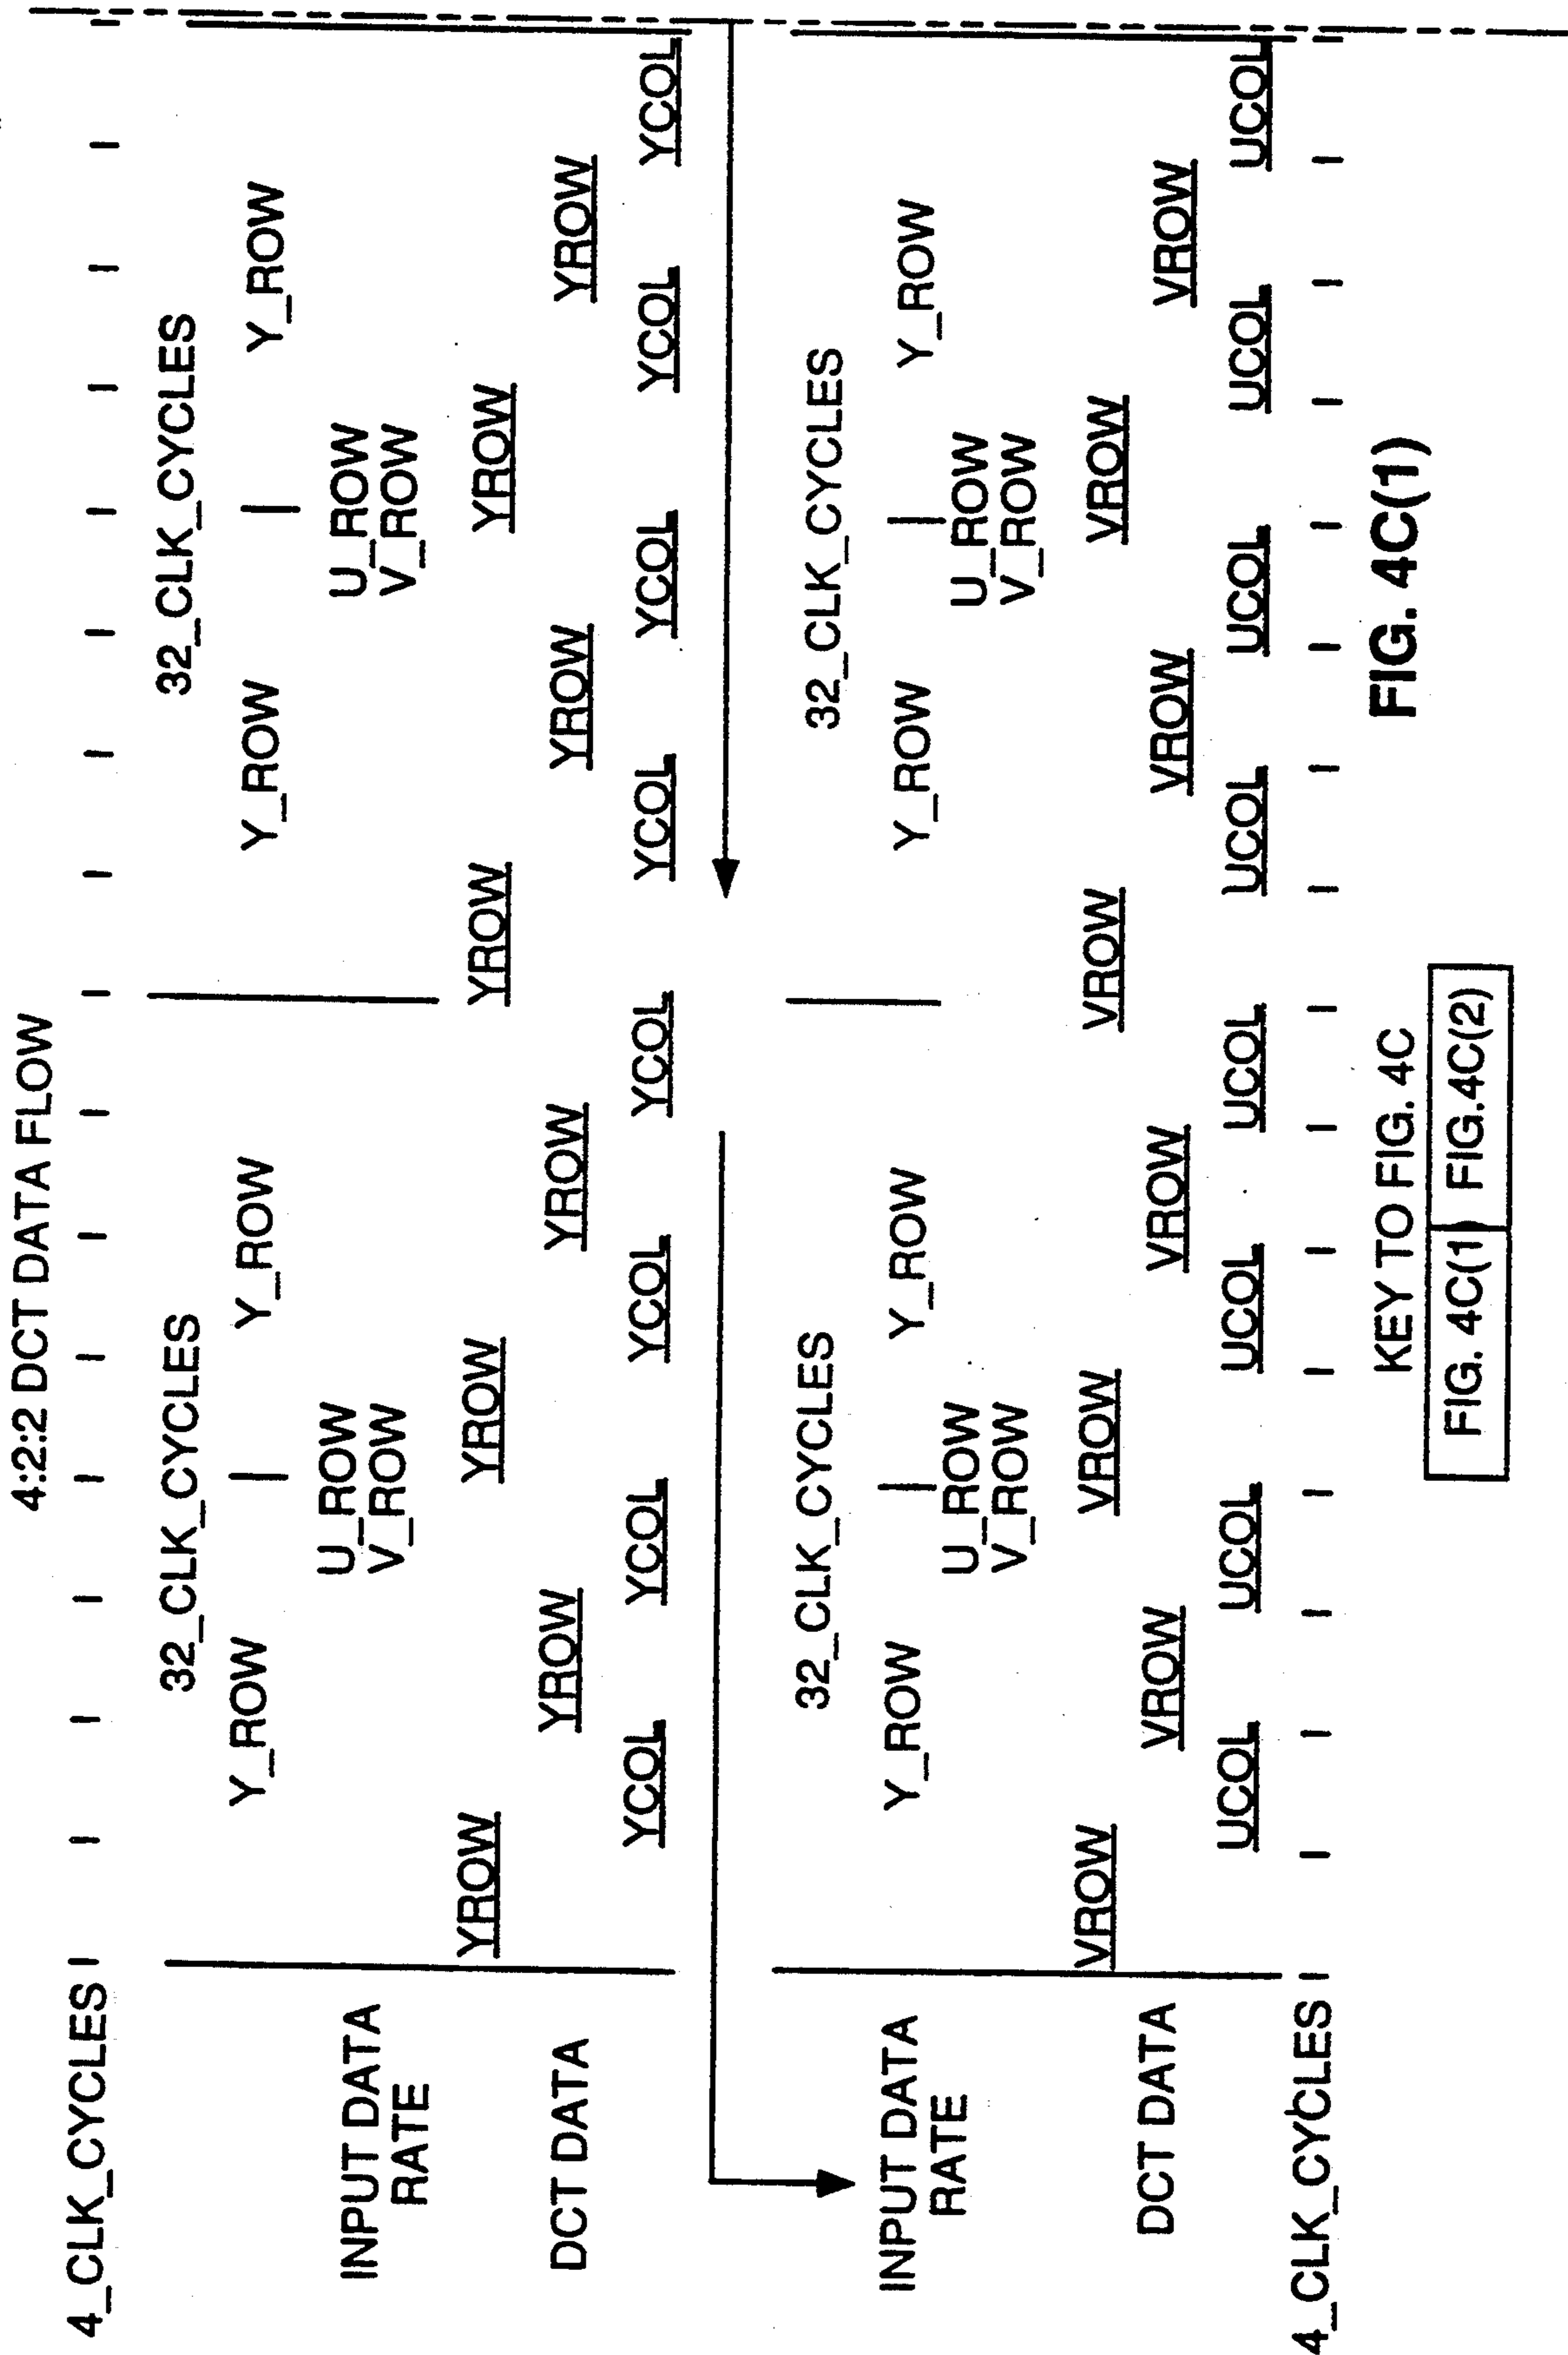 4:2:2 DCT DATA FLOW
4_CLK_CYCLES
32_CLK_CYCLES 32_CLK_CYCLES
INPUT DATA
RATE
Y_ROW Y_ROW Y_ROW Y_ROW
U_ROW U_ROW
V_ROW V_ROW
YROW YROW YROW YROW
DCT DATA
YROW YROW YROW YROW
YCOL YCOL YCOL YCOL YCOL YCOL YCOL YCOL
32_CLK_CYCLES 32_CLK_CYCLES
INPUT DATA
RATE
Y_ROW Y_ROW Y_ROW Y_ROW
U_ROW U_ROW
V_ROW V_ROW
VROW VROW VROW VROW
DCT DATA
VROW VROW VROW VROW
UCOL UCOL UCOL UCOL UCOL UCOL UCOL UCOL
4_CLK_CYCLES
KEY TO FIG. 4C
FIG. 4C(1) FIG.4C(2)
FIG. 4C(1)